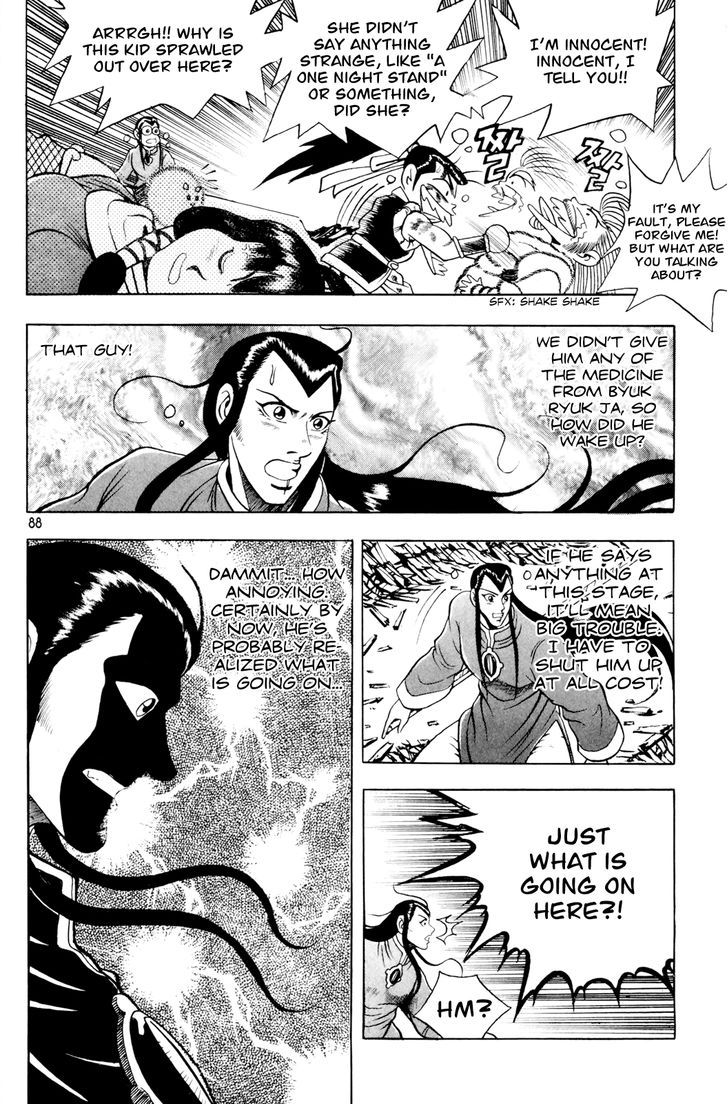 ARRRGH!! WHY IS
THIS KID SPRAWLED
OUT OVER HERE?
SHE DIDN'T
SAY ANYTHING
STRANGE, LIKE "A
ONE NIGHT STAND"
OR SOMETHING,
DID SHE?
I'M INNOCENT!
INNOCENT, I
TELL YOU!!
짜
르
짜
르
IT'S MY
FAULT, PLEASE
FORGIVE ME!
BUT WHAT ARE
YOU TALKING
ABOUT?
SFX: SHAKE SHAKE
THAT GUY!
WE DIDN'T GIVE
HIM ANY OF
THE MEDICINE
FROM BYUK
RYUK JA, SO
HOW DID HE
WAKE UP?
88
DAMMIT... HOW
ANNOYING.
CERTAINLY BY
NOW, HE'S
PROBABLY RE-
ALIZED WHAT
IS GOING ON...
IF HE SAYS
ANYTHING AT
THIS STAGE,
IT'LL MEAN
BIG TROUBLE.
I HAVE TO
SHUT HIM UP
AT ALL COST!
JUST
WHAT IS
GOING ON
HERE?!
HM?